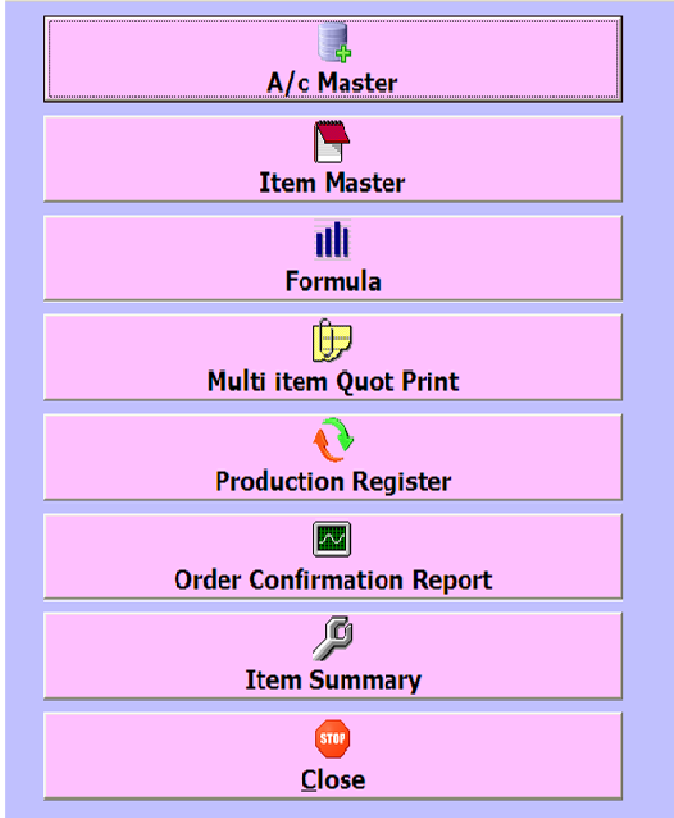 A/c Master
Item Master
Formula
Multi item Quot Print
Production Register
Order Confirmation Report
Item Summary
STOP
Close